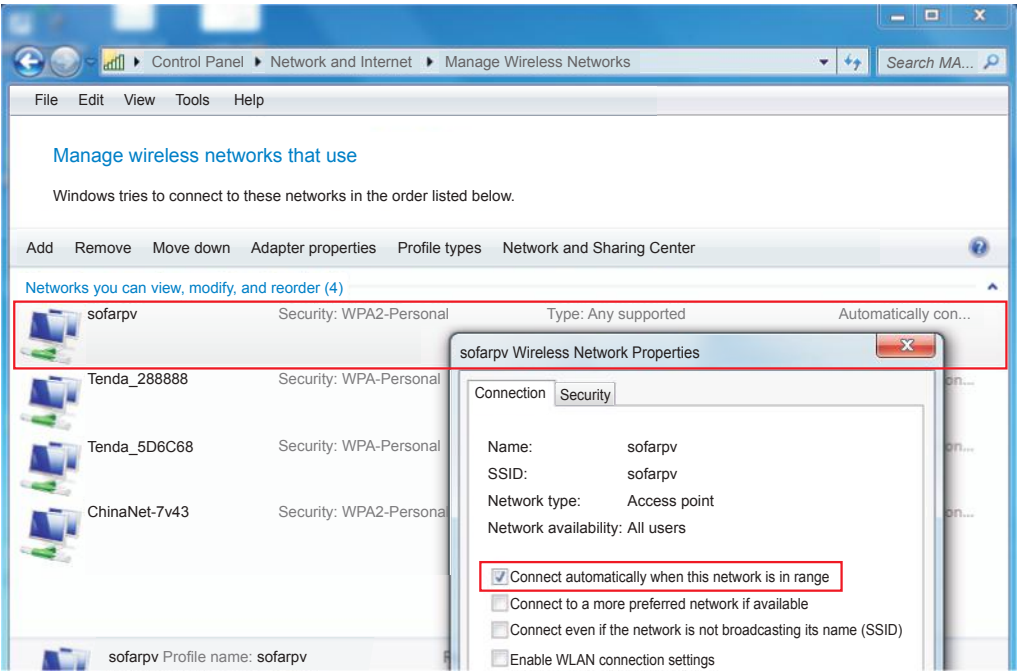 Control Panel Network and Internet Manage Wireless Networks Search MA...
File Edit View Tools Help
Manage wireless networks that use
Windows tries to connect to these networks in the order listed below.
Add Remove Move down Adapter properties Profile types Network and Sharing Center
Networks you can view, modify, and reorder (4)
sofarpv Security: WPA2-Personal Type: Any supported Automatically con...
Tenda_288888 Security: WPA-Personal on...
Tenda_5D6C68 Security: WPA-Personal on...
ChinaNet-7v43 Security: WPA2-Persona on...
sofarpv Wireless Network Properties
Connection Security
Name: sofarpv
SSID: sofarpv
Network type: Access point
Network availability: All users
Connect automatically when this network is in range
Connect to a more preferred network if available
Connect even if the network is not broadcasting its name (SSID)
Enable WLAN connection settings
sofarpv Profile name: sofarpv